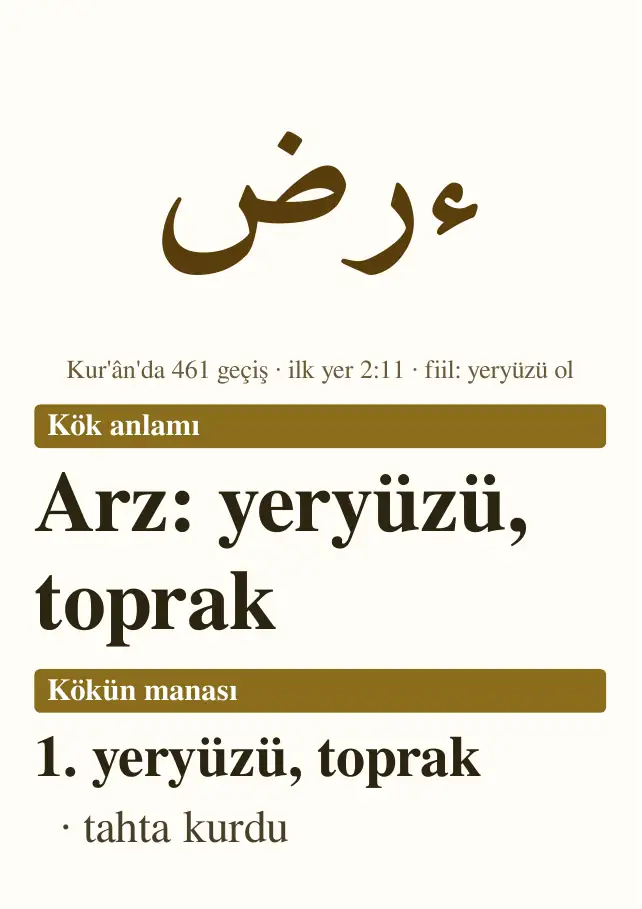 ءرض
Kur'ân'da 461 geçiş · ilk yer 2:11 · fiil: yeryüzü ol
Kök anlamı
Arz: yeryüzü,
toprak
Kökün manası
1. yeryüzü, toprak
· tahta kurdu